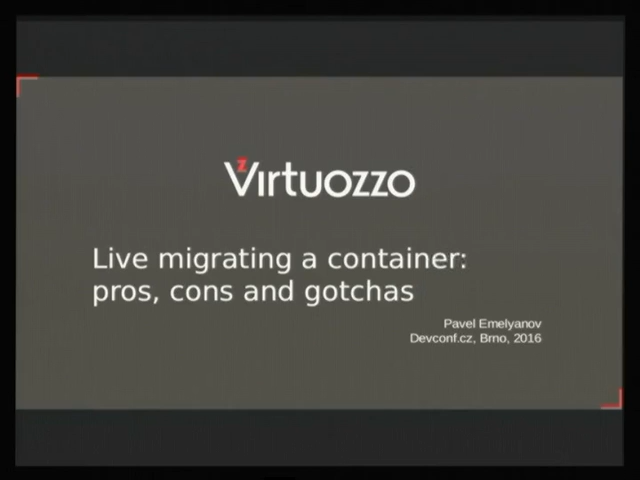 Virtuozzo
Live migrating a container:
pros, cons and gotchas
Pavel Emelyanov
Devconf.cz, Brno, 2016